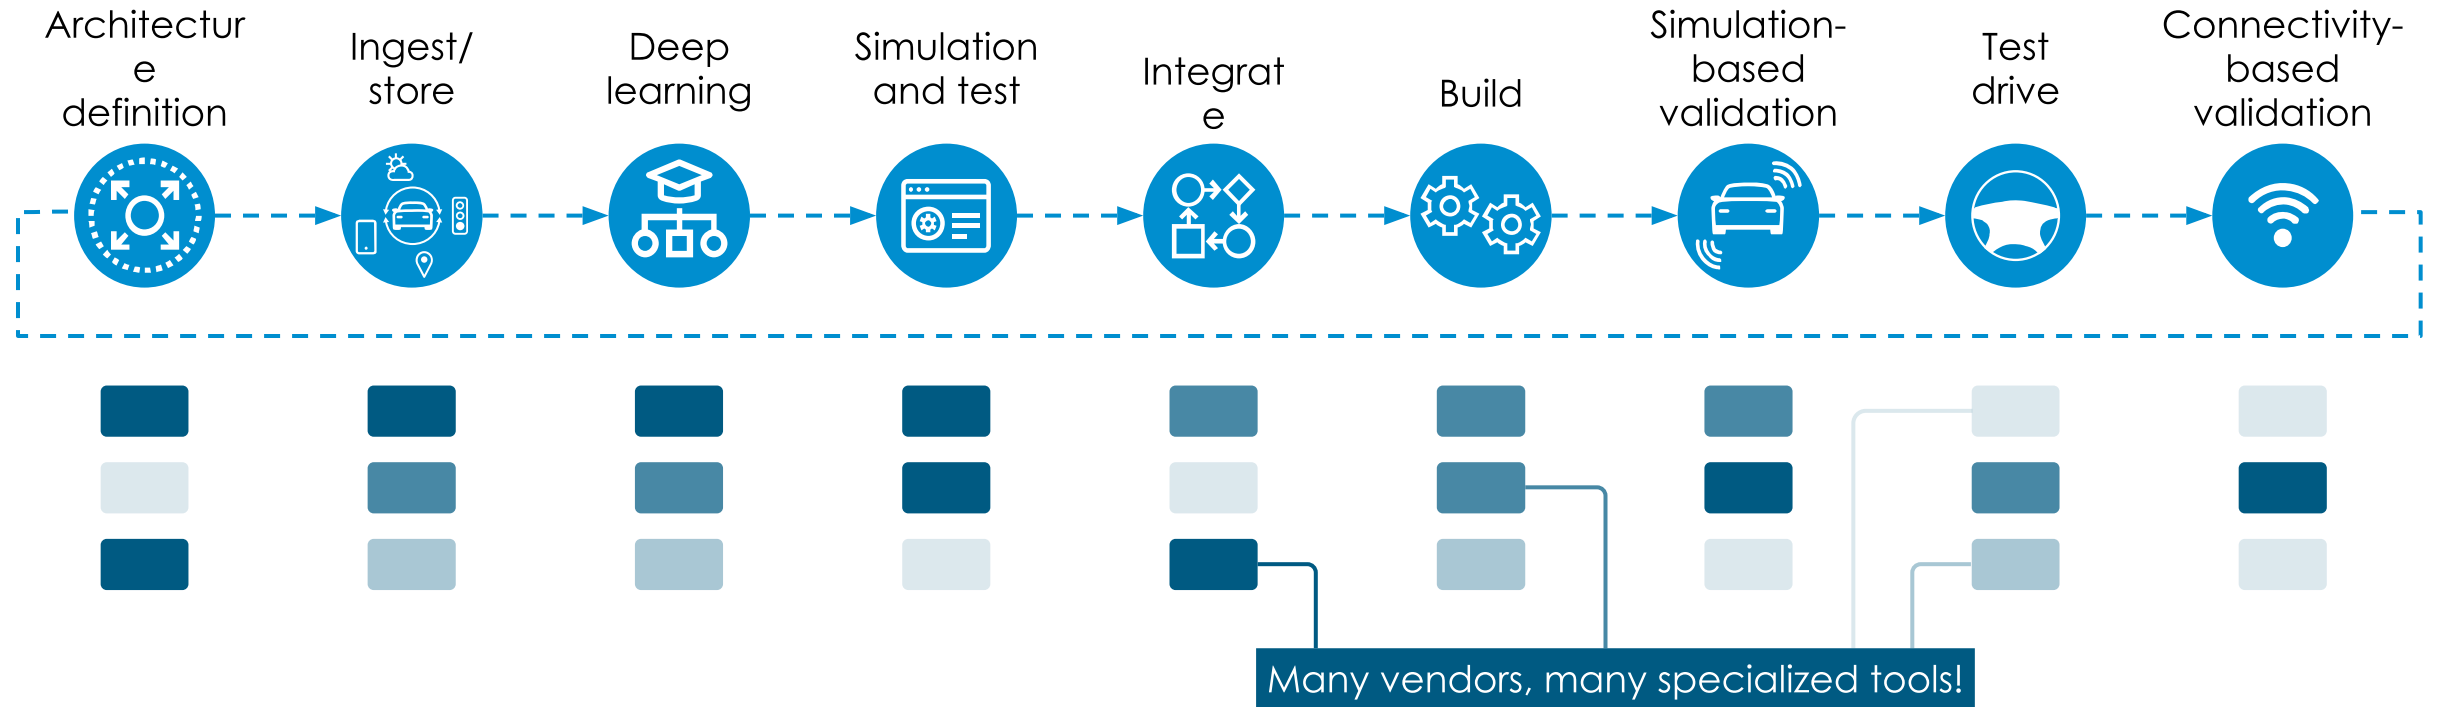 Architectur
e
definition
Ingest/
store
Deep
learning
Simulation
and test
Integrat
e
Build
Simulation-
based
validation
Test
drive
Connectivity-
based
validation
Many vendors, many specialized tools!